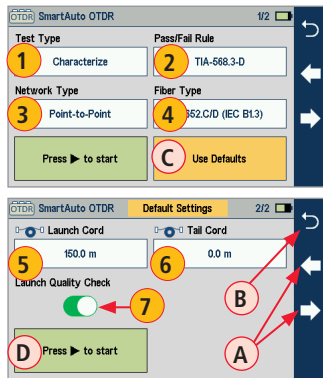 OTDR SmartAuto OTDR 1/2
Test Type Pass/Fail Rule
1 Characterize 2 TIA-568.3-D
Network Type Fiber Type
3 Point-to-Point 4 552.C/D (IEC B1.3)
Press ▶ to start C Use Defaults
OTDR SmartAuto OTDR Default Settings 2/2
Launch Cord Tail Cord
5 150.0 m 6 0.0 m
Launch Quality Check
7
B
A
D Press ▶ to start